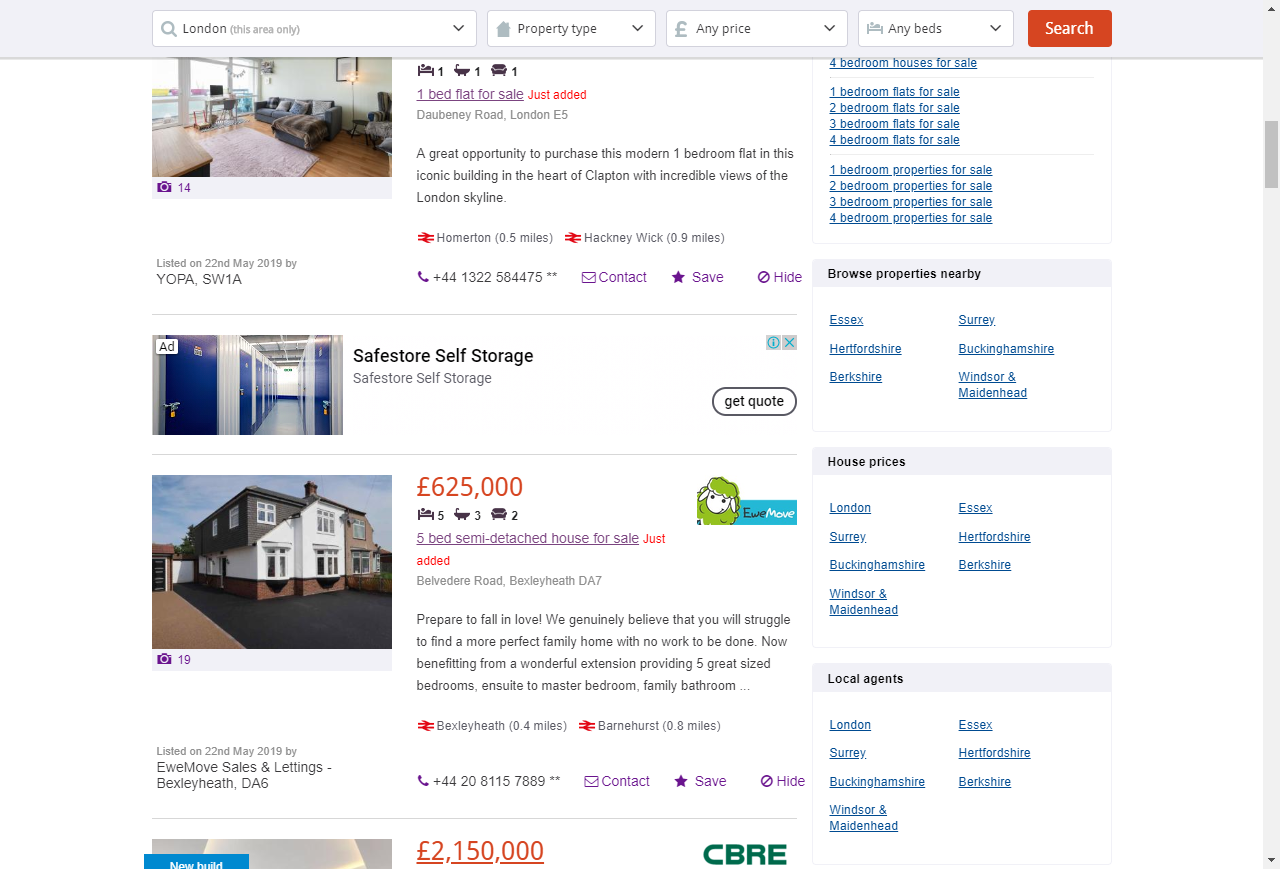 London (this area only)
Property type
Any price
Any beds
Search
1 1 1
1 bed flat for sale Just added
Daubeney Road, London E5
A great opportunity to purchase this modern 1 bedroom flat in this
iconic building in the heart of Clapton with incredible views of the
London skyline.
14
Homerton (0.5 miles) Hackney Wick (0.9 miles)
Listed on 22nd May 2019 by
YOPA, SW1A
+44 1322 584475 ** Contact Save Hide
Ad
Safestore Self Storage
Safestore Self Storage
get quote
£625,000
EweMove
5 3 2
5 bed semi-detached house for sale Just
added
Belvedere Road, Bexleyheath DA7
Prepare to fall in love! We genuinely believe that you will struggle
to find a more perfect family home with no work to be done. Now
benefitting from a wonderful extension providing 5 great sized
bedrooms, ensuite to master bedroom, family bathroom ...
19
Bexleyheath (0.4 miles) Barnehurst (0.8 miles)
Listed on 22nd May 2019 by
EweMove Sales & Lettings -
Bexleyheath, DA6
+44 20 8115 7889 ** Contact Save Hide
£2,150,000
CBRE
New build
4 bedroom houses for sale
1 bedroom flats for sale
2 bedroom flats for sale
3 bedroom flats for sale
4 bedroom flats for sale
1 bedroom properties for sale
2 bedroom properties for sale
3 bedroom properties for sale
4 bedroom properties for sale
Browse properties nearby
Essex Surrey
Hertfordshire Buckinghamshire
Berkshire Windsor &
Maidenhead
House prices
London Essex
Surrey Hertfordshire
Buckinghamshire Berkshire
Windsor &
Maidenhead
Local agents
London Essex
Surrey Hertfordshire
Buckinghamshire Berkshire
Windsor &
Maidenhead